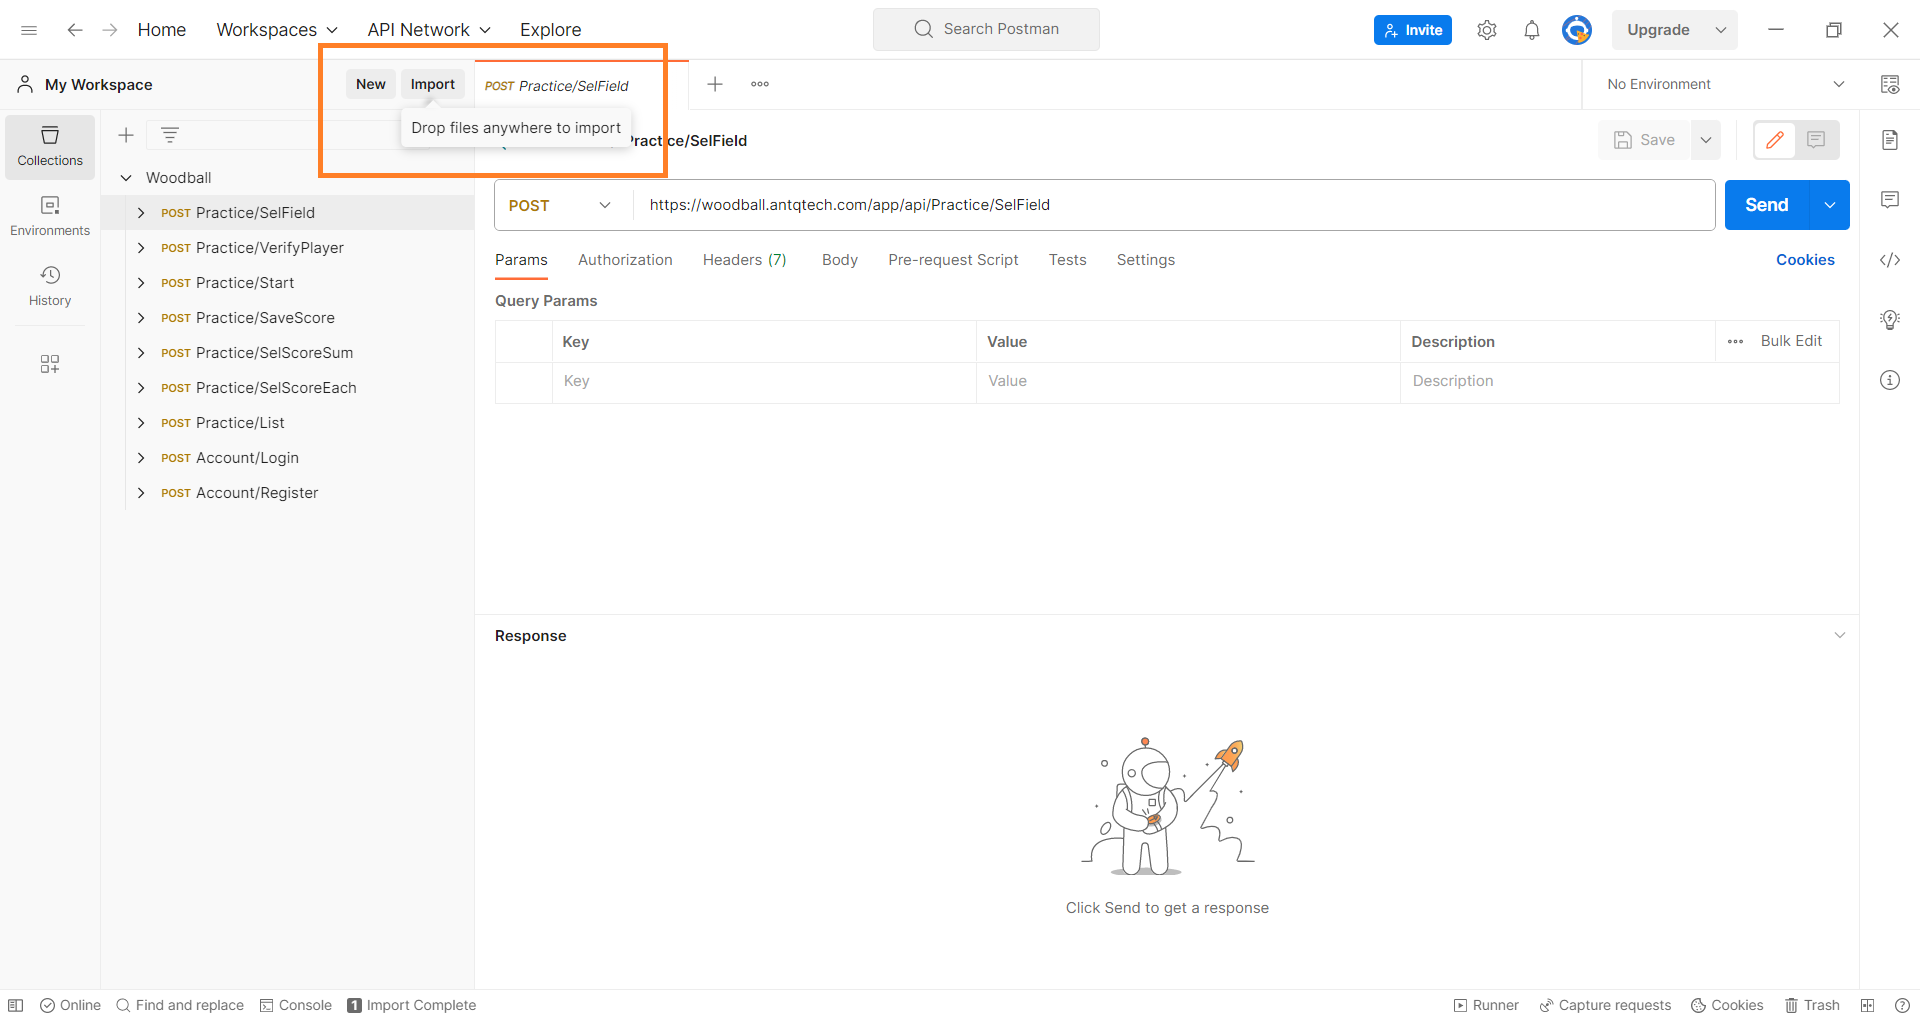 Home Workspaces API Network Explore Search Postman Invite Upgrade
My Workspace New Import POST Practice/SelField No Environment
Drop files anywhere to import
Practice/SelField Save
Collections
Environments
History
Woodball
POST Practice/SelField
POST Practice/VerifyPlayer
POST Practice/Start
POST Practice/SaveScore
POST Practice/SelScoreSum
POST Practice/SelScoreEach
POST Practice/List
POST Account/Login
POST Account/Register
POST https://woodball.antqtech.com/app/api/Practice/SelField Send
Params Authorization Headers (7) Body Pre-request Script Tests Settings Cookies
Query Params
Key Value Description Bulk Edit
Key Value Description
Response
Click Send to get a response
Online Find and replace Console 1 Import Complete Runner Capture requests Cookies Trash